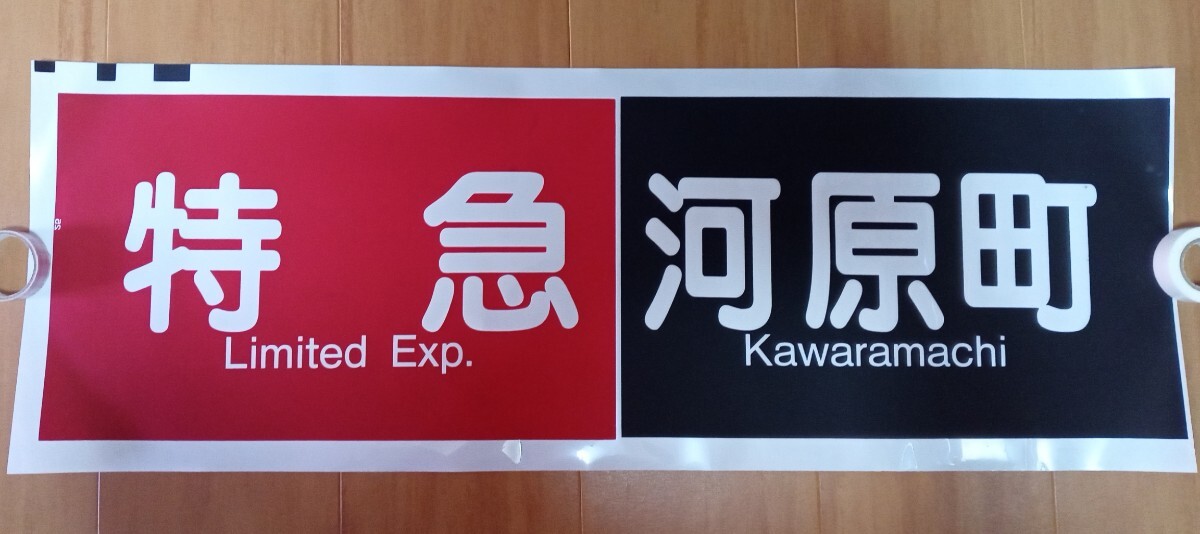 特急
Limited Exp.
河原町
Kawaramachi